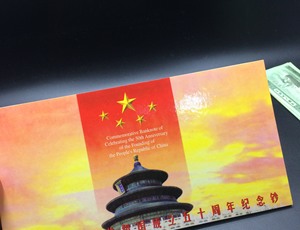 Commemorative Banknote of
Celebrating the 50th Anniversary
of the Founding of
the People's Republic of China
国成立五十周年纪念钞